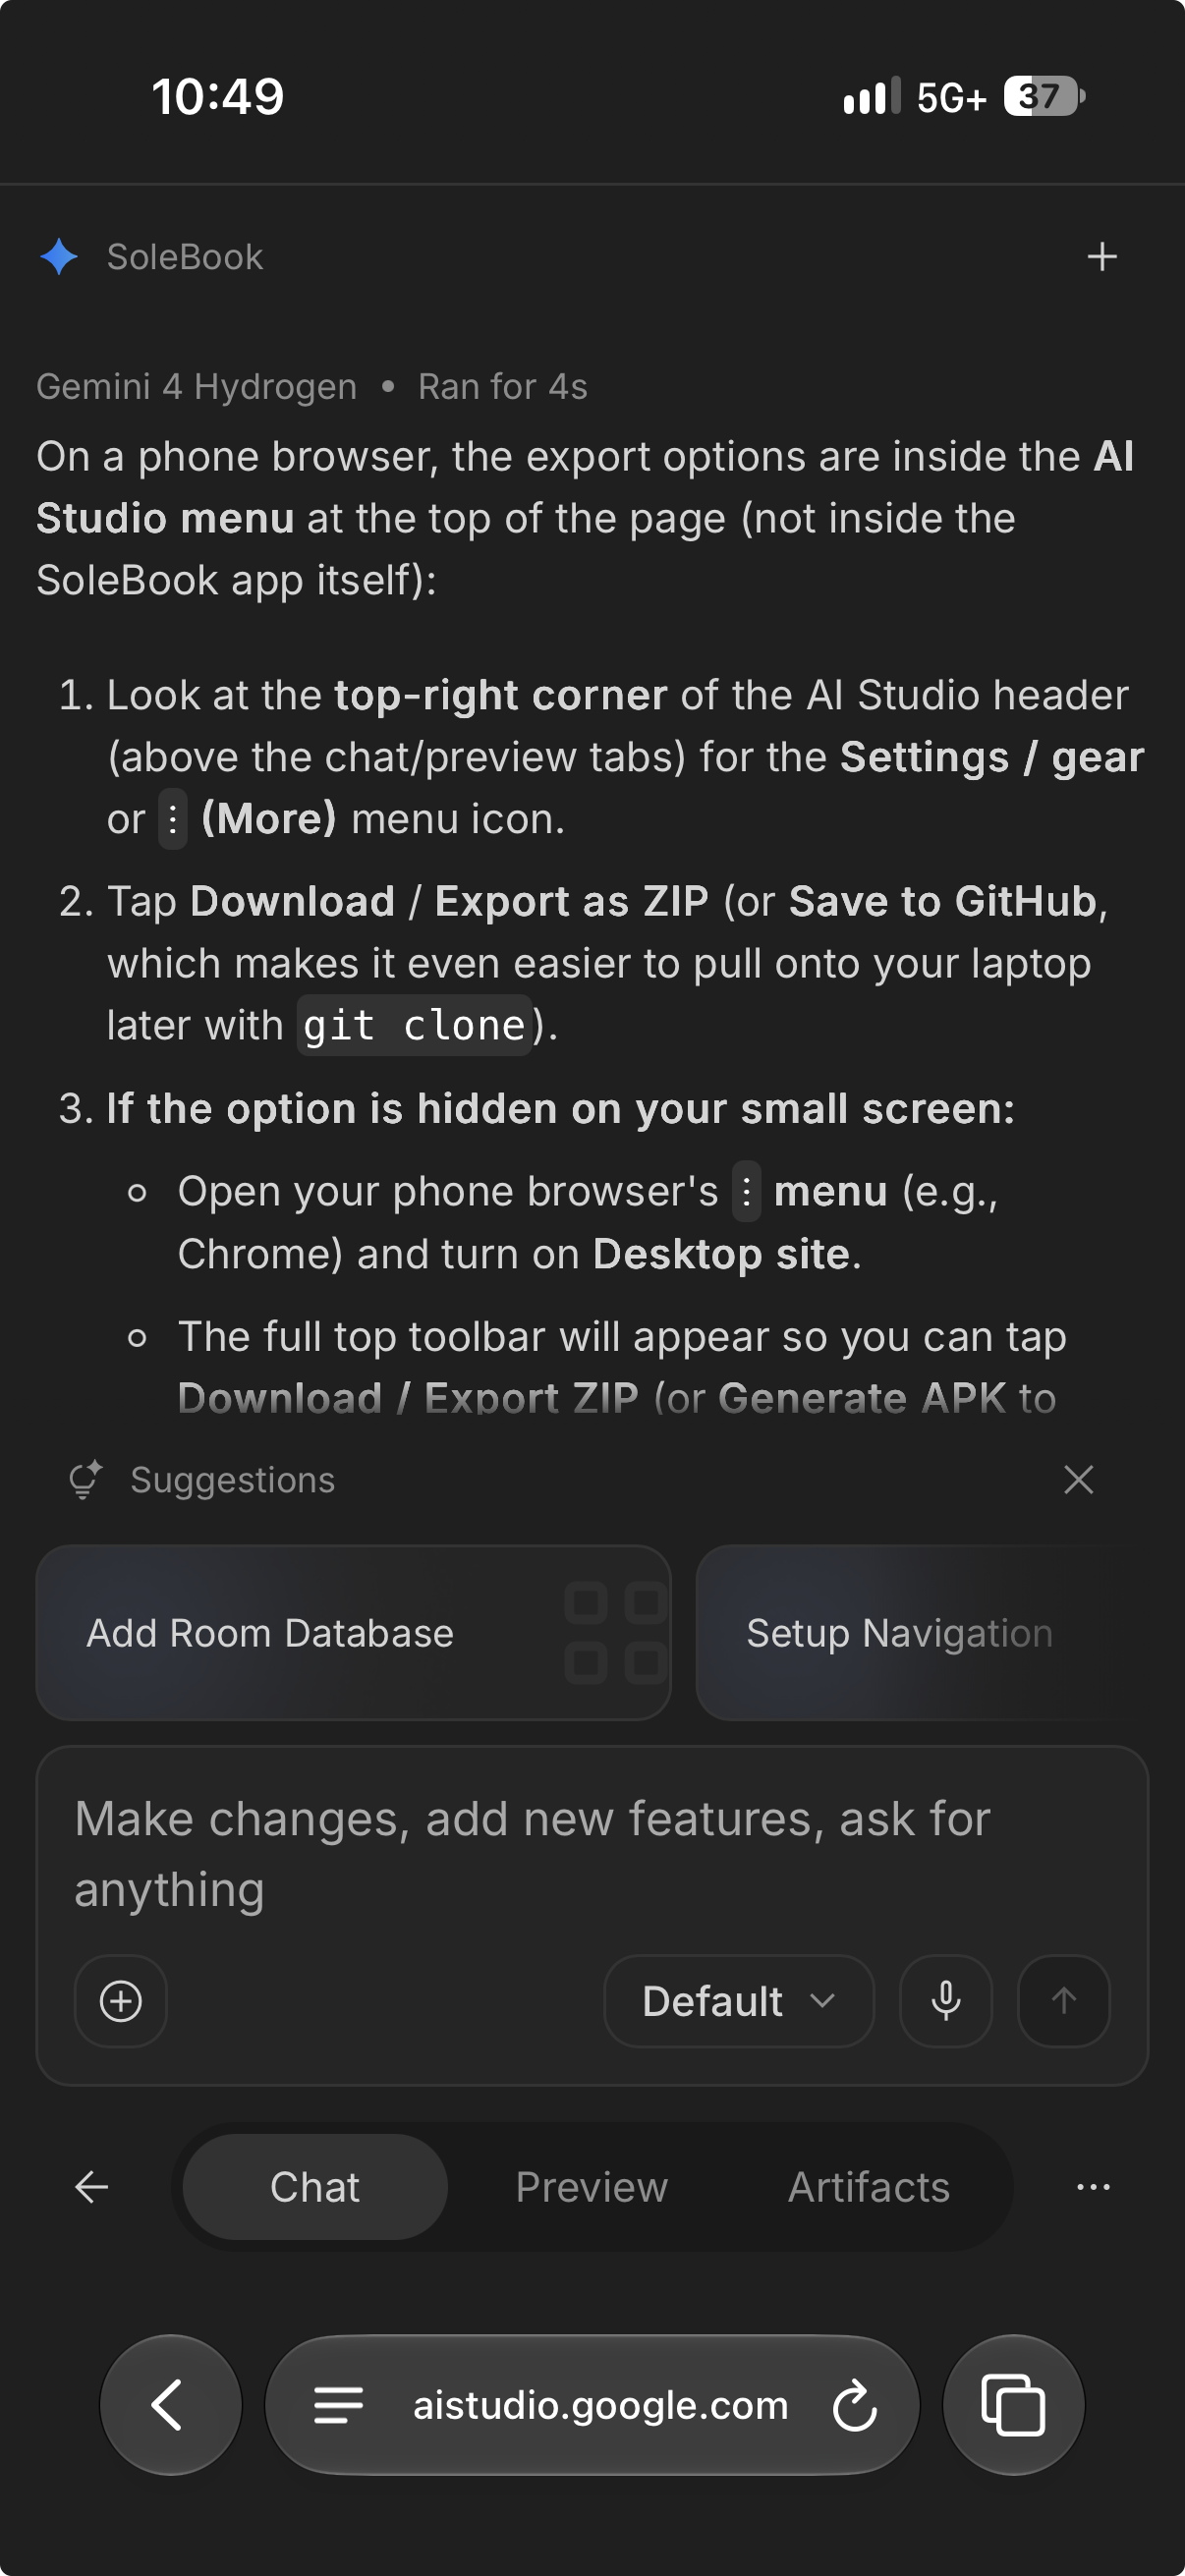 10:49
5G+ 37
SoleBook
Gemini 4 Hydrogen • Ran for 4s
On a phone browser, the export options are inside the AI
Studio menu at the top of the page (not inside the
SoleBook app itself):
1. Look at the top-right corner of the AI Studio header
(above the chat/preview tabs) for the Settings / gear
or ⋮ (More) menu icon.
2. Tap Download / Export as ZIP (or Save to GitHub,
which makes it even easier to pull onto your laptop
later with git clone).
3. If the option is hidden on your small screen:
Open your phone browser's ⋮ menu (e.g.,
Chrome) and turn on Desktop site.
The full top toolbar will appear so you can tap
Download / Export ZIP (or Generate APK to
Suggestions
Add Room Database
Setup Navigation
Make changes, add new features, ask for
anything
Default
Chat
Preview
Artifacts
aistudio.google.com